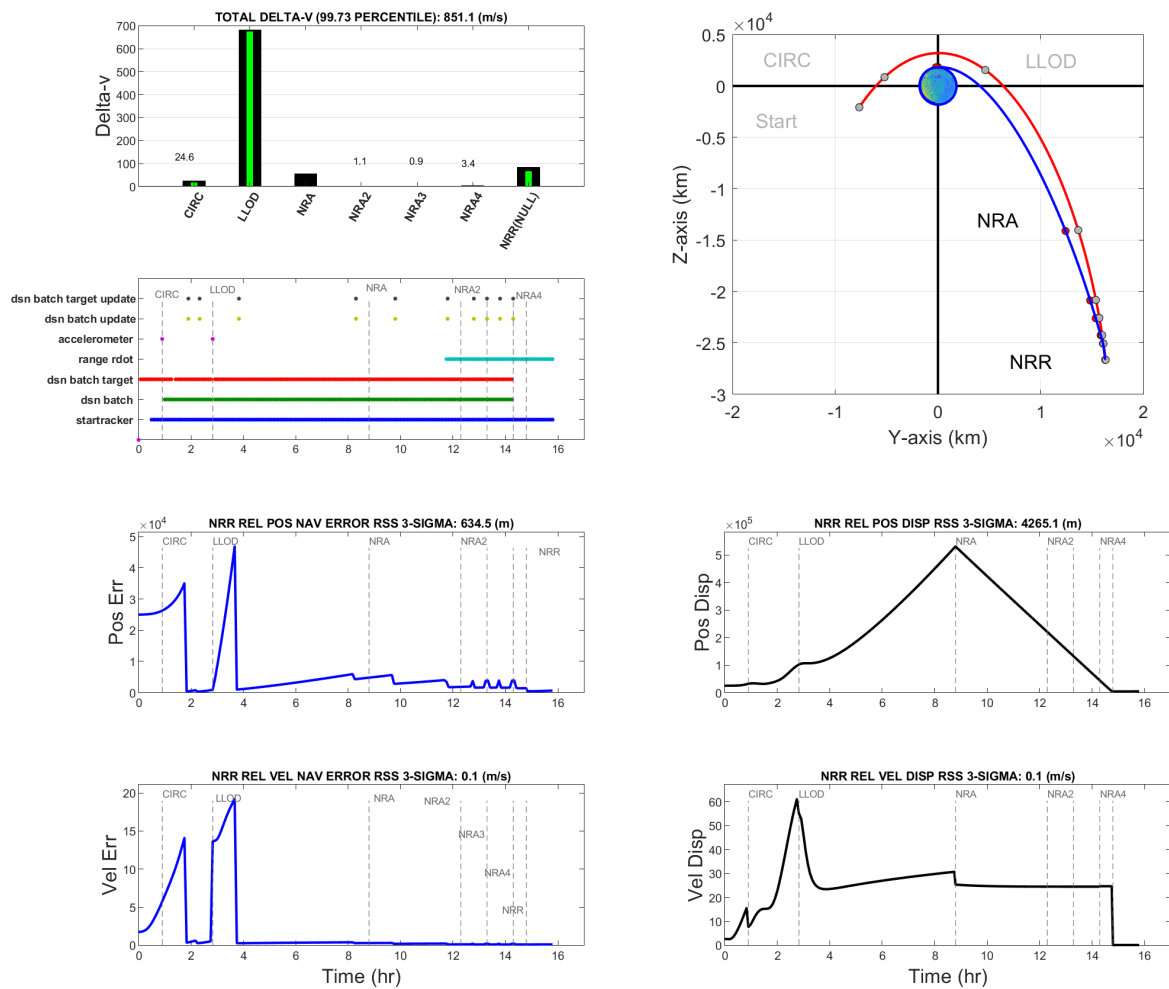 TOTAL DELTA-V (99.73 PERCENTILE): 851.1 (m/s)
Delta-v
700
600
500
400
300
200
100
0
24.6
1.1
0.9
3.4
CIRC
LLOD
NRA
NRA2
NRA3
NRA4
NRR(NULL)
Z-axis (km)
×10⁴
0.5
0
-0.5
-1
-1.5
-2
-2.5
-3
CIRC
LLOD
Start
NRA
NRR
-2
-1
0
1
2
Y-axis (km)
×10⁴
dsn batch target update
dsn batch update
accelerometer
range rdot
dsn batch target
dsn batch
startracker
CIRC
LLOD
NRA
NRA2
NRA4
0 2 4 6 8 10 12 14 16
NRR REL POS NAV ERROR RSS 3-SIGMA: 634.5 (m)
×10⁴
Pos Err
5
4
3
2
1
0
CIRC
LLOD
NRA
NRA2
NRR
0 2 4 6 8 10 12 14 16
NRR REL POS DISP RSS 3-SIGMA: 4265.1 (m)
×10⁵
Pos Disp
5
4
3
2
1
0
CIRC
LLOD
NRA
NRA2
NRA4
0 2 4 6 8 10 12 14 16
NRR REL VEL NAV ERROR RSS 3-SIGMA: 0.1 (m/s)
Vel Err
20
15
10
5
0
CIRC
LLOD
NRA
NRA2
NRA3
NRA4
NRR
0 2 4 6 8 10 12 14 16
Time (hr)
NRR REL VEL DISP RSS 3-SIGMA: 0.1 (m/s)
Vel Disp
60
50
40
30
20
10
0
CIRC
LLOD
NRA
NRA2
NRA4
0 2 4 6 8 10 12 14 16
Time (hr)